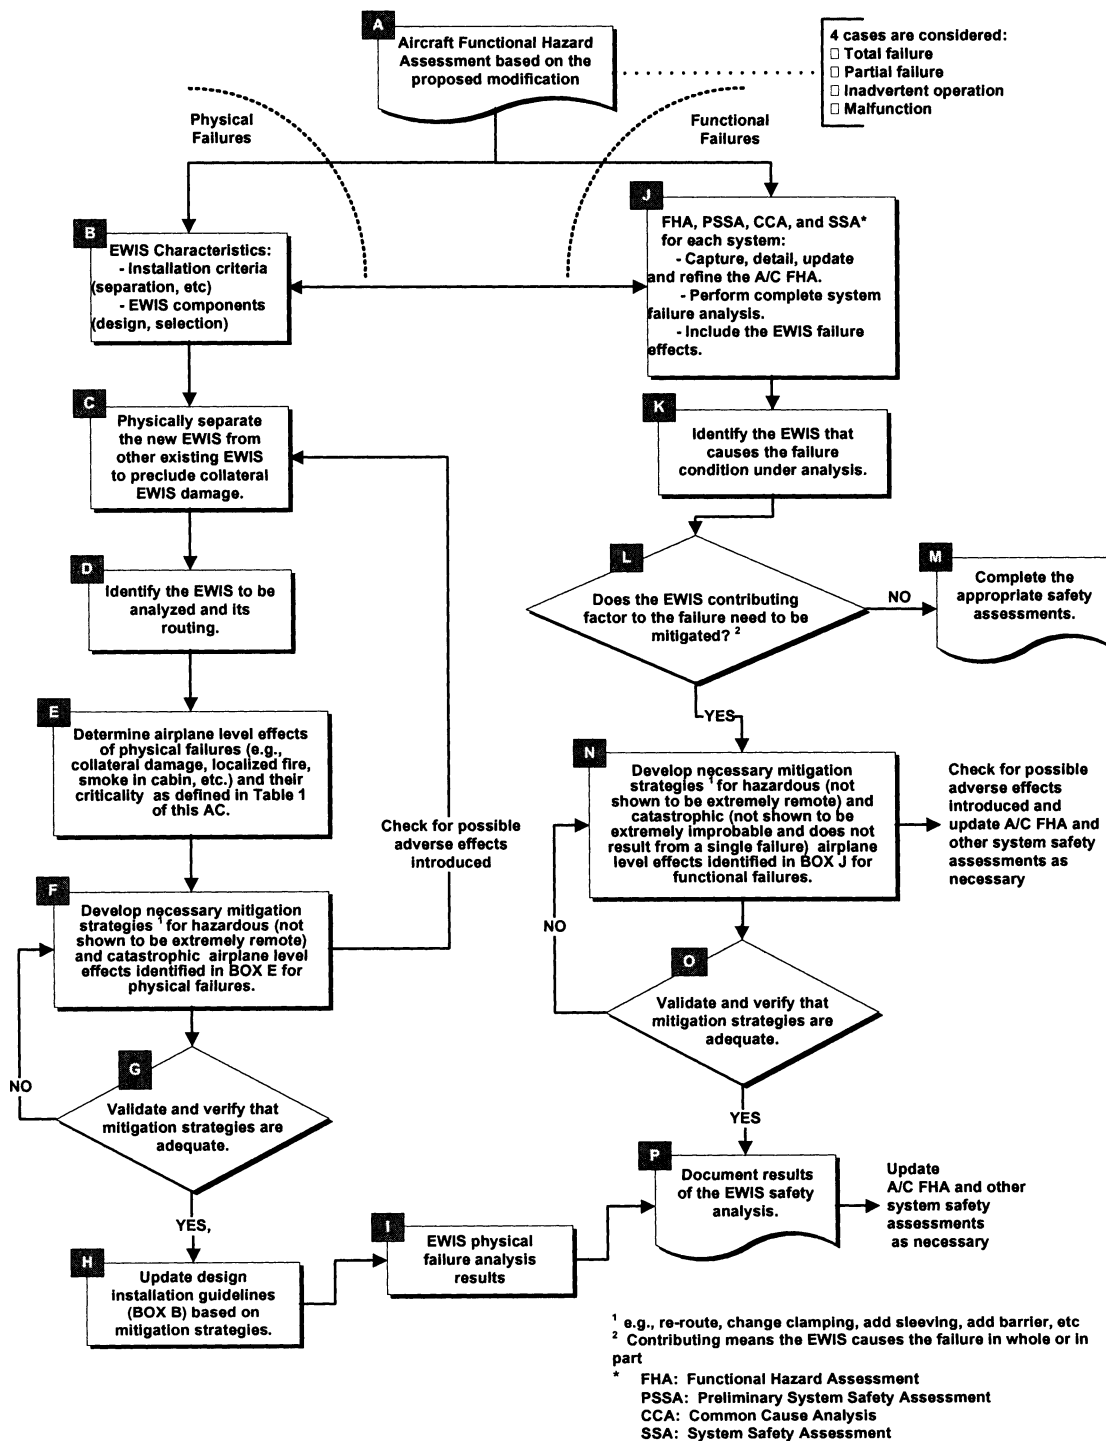 A
Aircraft Functional Hazard
Assessment based on the
proposed modification
4 cases are considered:
□ Total failure
□ Partial failure
□ Inadvertent operation
□ Malfunction
Physical
Failures
Functional
Failures
B
EWIS Characteristics:
- Installation criteria
(separation, etc)
- EWIS components
(design, selection)
J
FHA, PSSA, CCA, and SSA*
for each system:
- Capture, detail, update
and refine the A/C FHA.
- Perform complete system
failure analysis.
- Include the EWIS failure
effects.
C
Physically separate
the new EWIS from
other existing EWIS
to preclude collateral
EWIS damage.
K
Identify the EWIS that
causes the failure
condition under analysis.
D
Identify the EWIS to be
analyzed and its
routing.
L
Does the EWIS contributing
factor to the failure need to be
mitigated? 2
NO
M
Complete the
appropriate safety
assessments.
YES
E
Determine airplane level
effects of physical failures (e.g.,
collateral damage, localized fire,
smoke in cabin, etc.) and their
criticality as defined in Table 1
of this AC.
Check for possible
adverse effects
introduced
N
Develop necessary mitigation
strategies 1 for hazardous (not
shown to be extremely remote) and
catastrophic (not shown to be
extremely improbable and does not
result from a single failure) airplane
level effects identified in BOX J for
functional failures.
Check for possible
adverse effects
introduced and
update A/C FHA and
other system safety
assessments as
necessary
F
Develop necessary mitigation
strategies 1 for hazardous (not
shown to be extremely remote)
and catastrophic airplane level
effects identified in BOX E for
physical failures.
NO
O
Validate and verify that
mitigation strategies are
adequate.
NO
G
Validate and verify that
mitigation strategies are
adequate.
YES
YES,
P
Document results
of the EWIS safety
analysis.
Update
A/C FHA and other
system safety
assessments
as necessary
H
Update design
installation guidelines
(BOX B) based on
mitigation strategies.
I
EWIS physical
failure analysis
results
1 e.g., re-route, change clamping, add sleeving, add barrier, etc
2 Contributing means the EWIS causes the failure in whole or in
part
* FHA: Functional Hazard Assessment
PSSA: Preliminary System Safety Assessment
CCA: Common Cause Analysis
SSA: System Safety Assessment